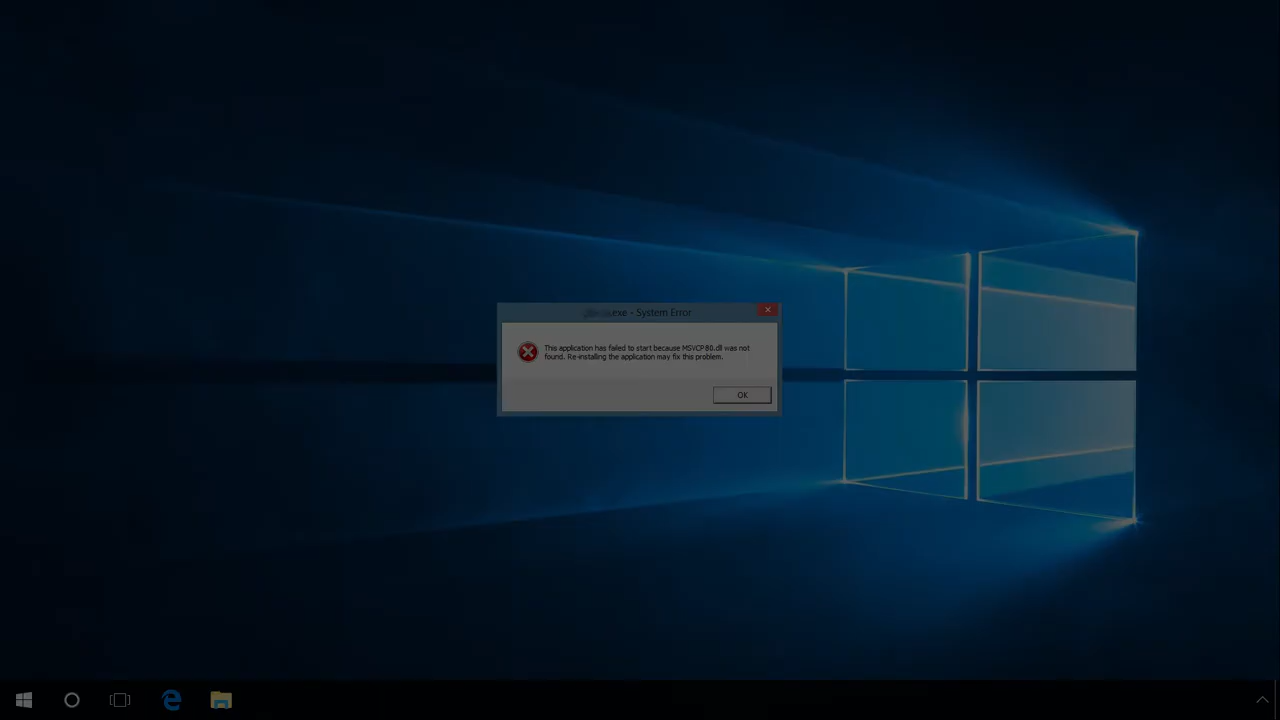 exe - System Error
This application has failed to start because MSVCP80.dll was not
found. Re-installing the application may fix this problem.
OK